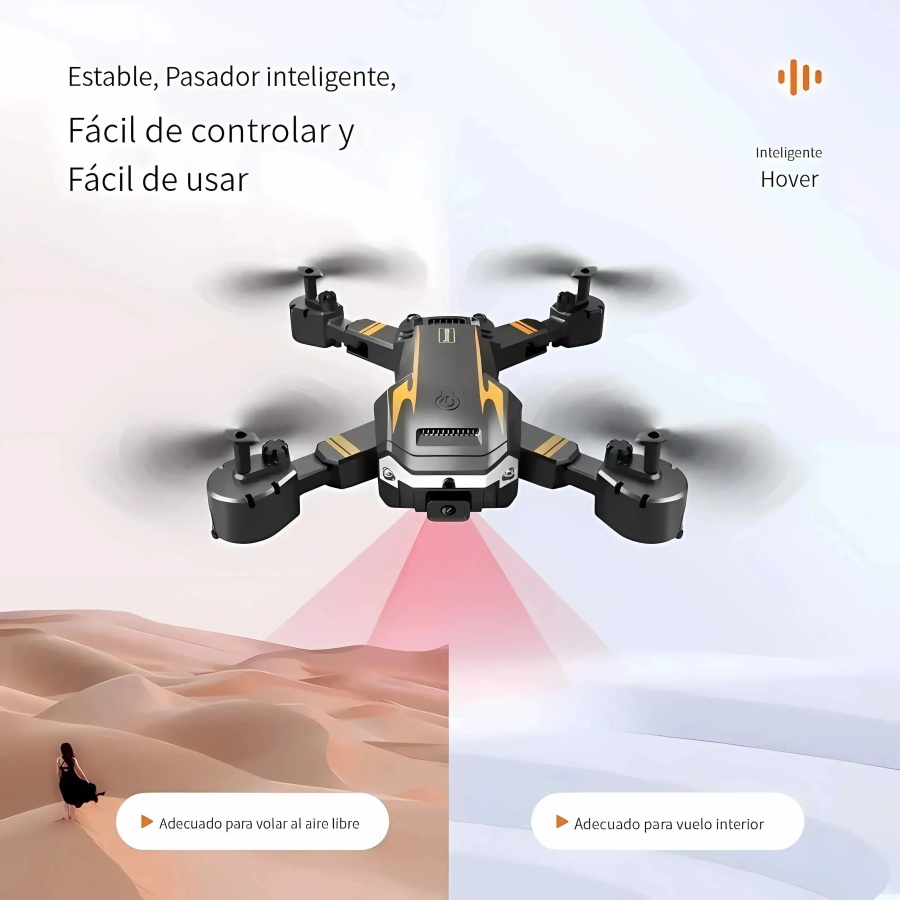 Estable, Pasador inteligente,
Fácil de controlar y
Fácil de usar
Inteligente
Hover
Adecuado para volar al aire libre
Adecuado para vuelo interior